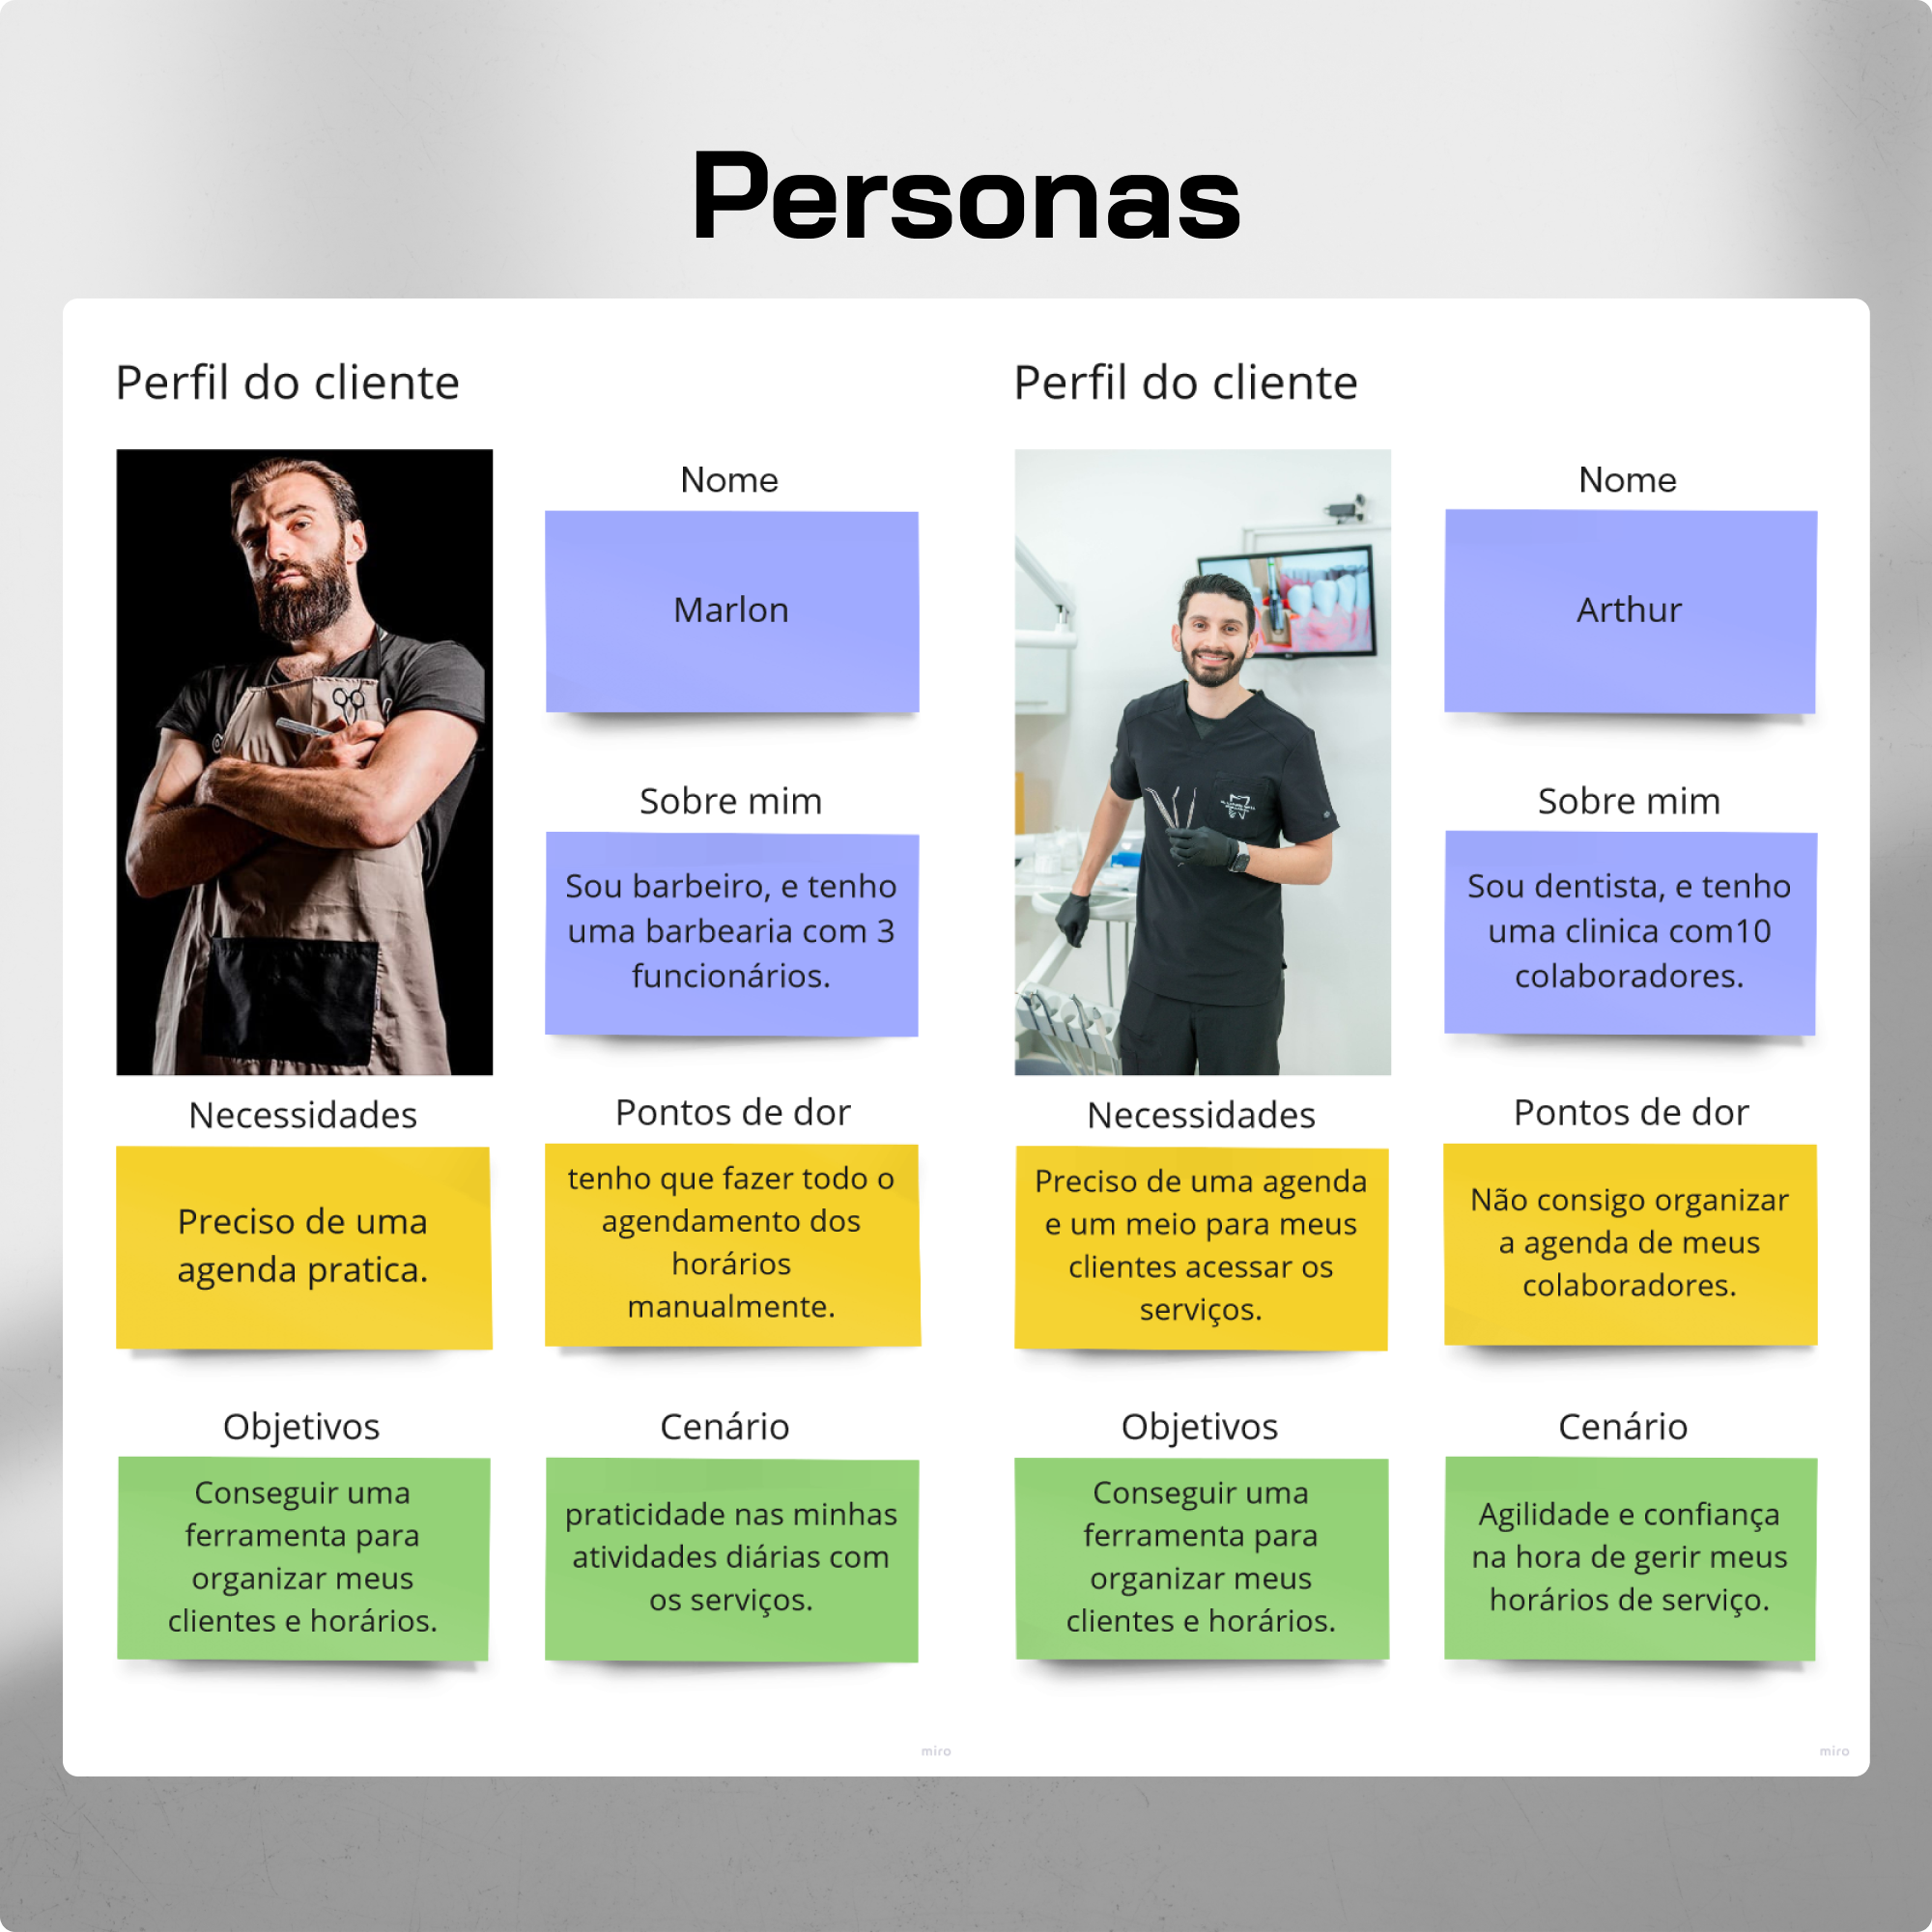 Personas
Perfil do cliente
Nome
Marlon
Sobre mim
Sou barbeiro, e tenho
uma barbearia com 3
funcionários.
Necessidades
Preciso de uma
agenda pratica.
Pontos de dor
tenho que fazer todo o
agendamento dos
horários
manualmente.
Objetivos
Conseguir uma
ferramenta para
organizar meus
clientes e horários.
Cenário
praticidade nas minhas
atividades diárias com
os serviços.
miro
Perfil do cliente
Nome
Arthur
Sobre mim
Sou dentista, e tenho
uma clinica com10
colaboradores.
Necessidades
Preciso de uma agenda
e um meio para meus
clientes acessar os
serviços.
Pontos de dor
Não consigo organizar
a agenda de meus
colaboradores.
Objetivos
Conseguir uma
ferramenta para
organizar meus
clientes e horários.
Cenário
Agilidade e confiança
na hora de gerir meus
horários de serviço.
miro